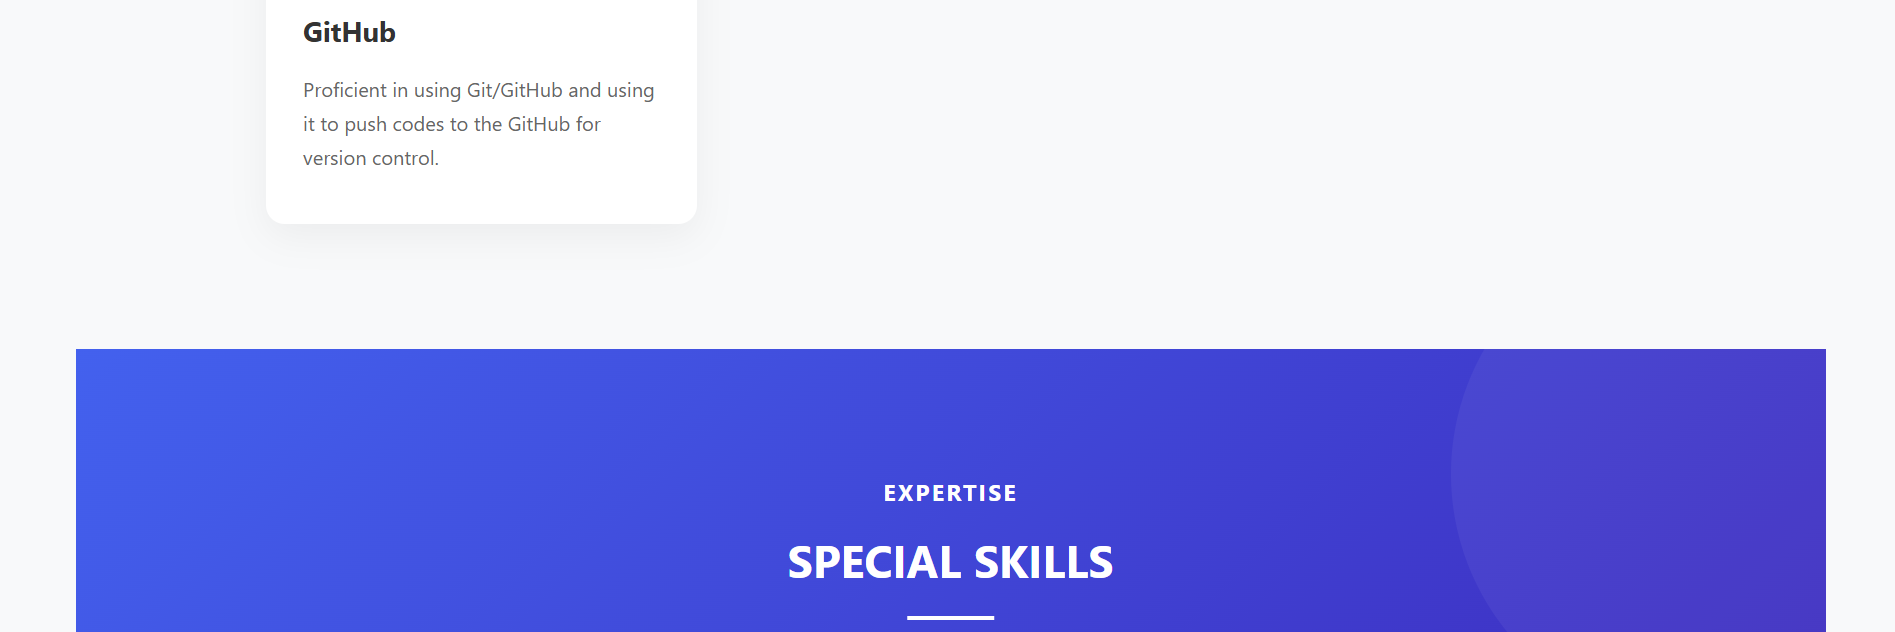 GitHub
Proficient in using Git/GitHub and using
it to push codes to the GitHub for
version control.
EXPERTISE
SPECIAL SKILLS